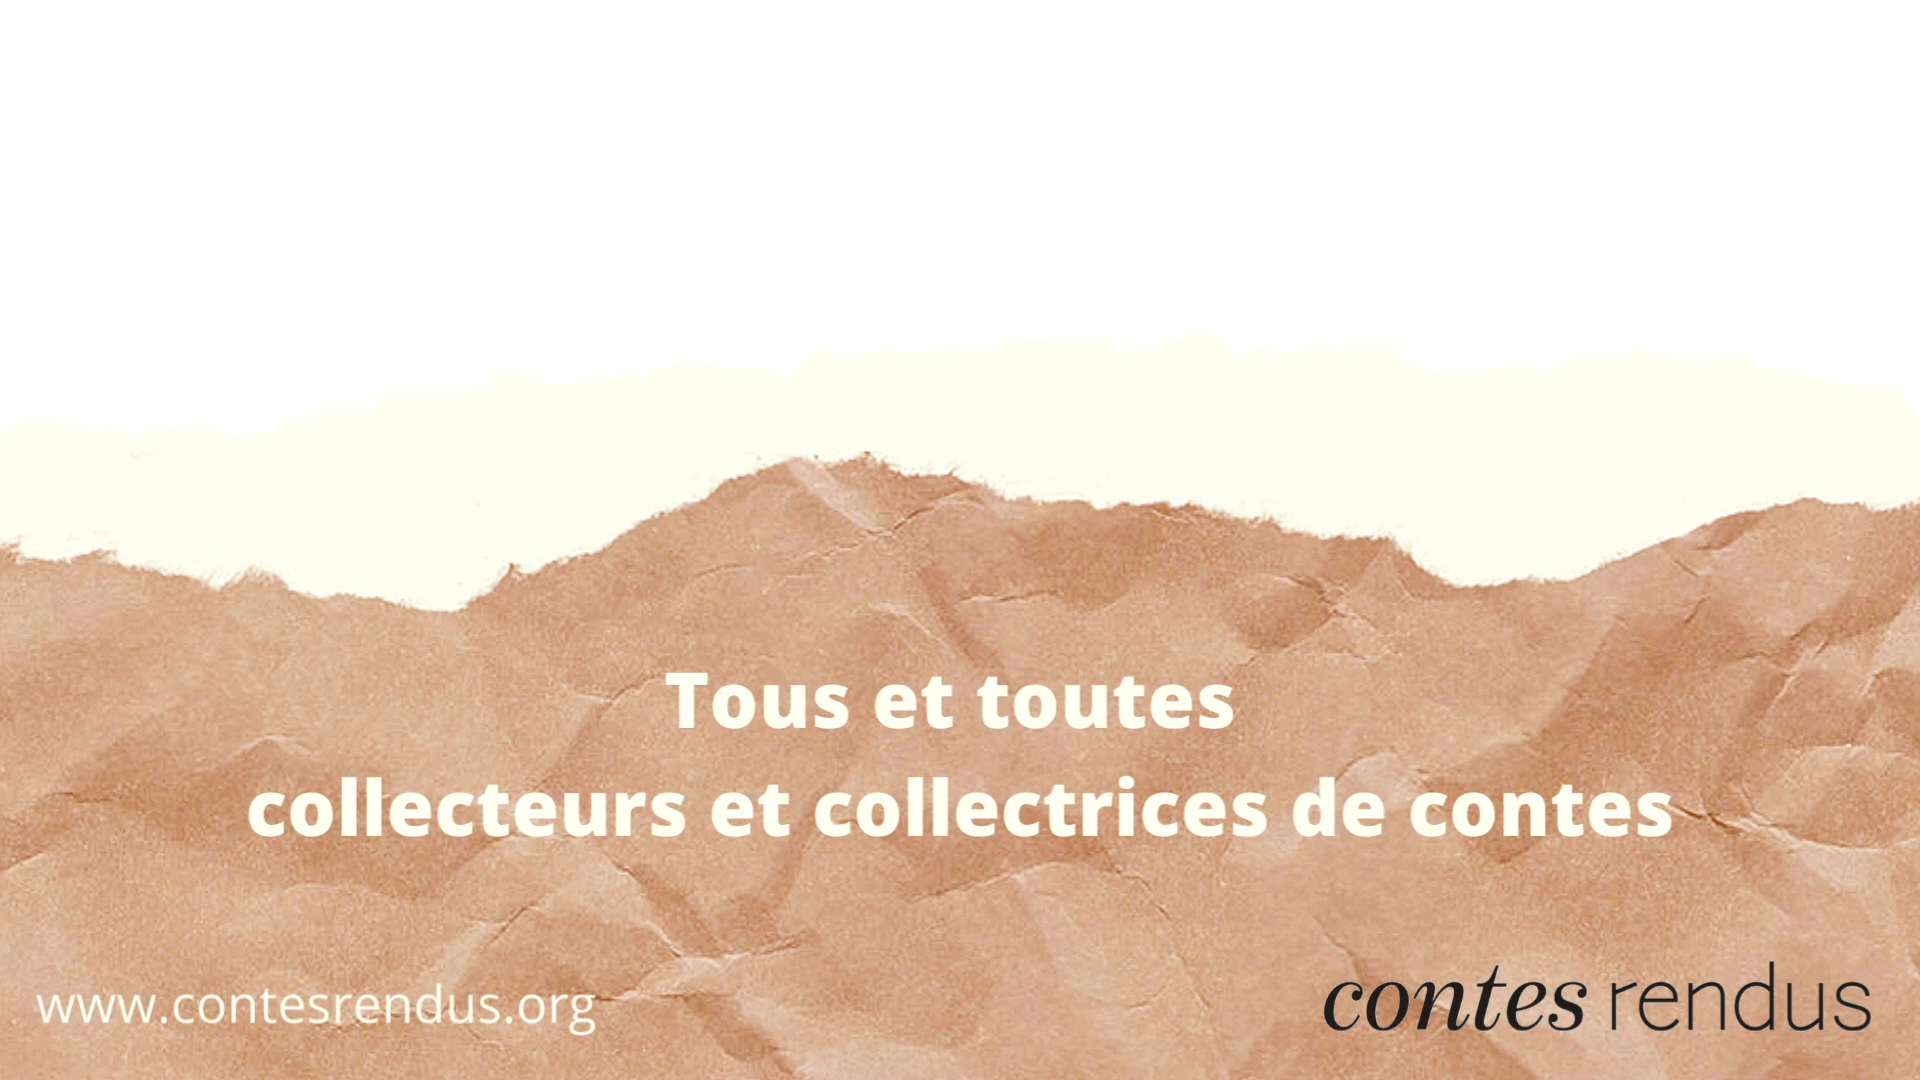 Tous et toutes
collecteurs et collectrices de contes
www.contesrendus.org
contes rendus